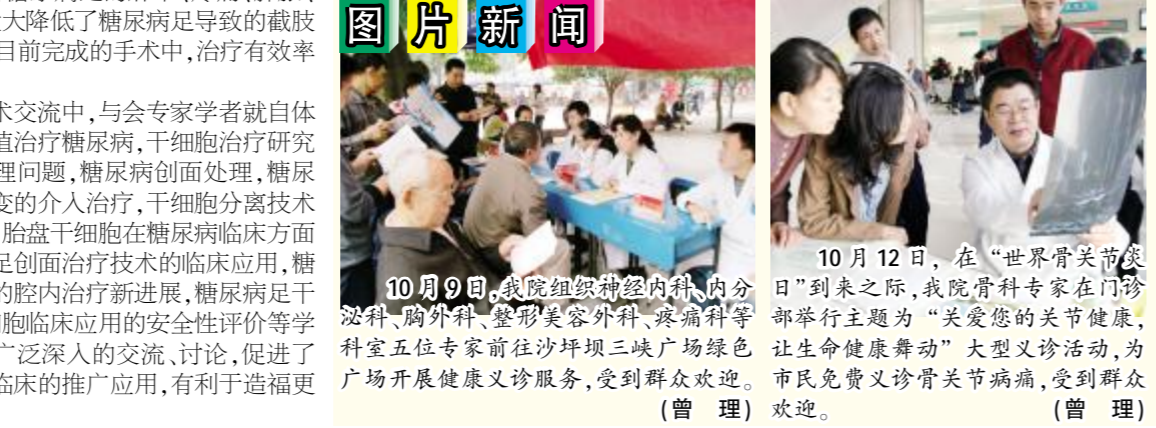 大降低了糖尿病足导致的截肢
目前完成的手术中,治疗有效率
术交流中,与会专家学者就自体
植治疗糖尿病,干细胞治疗研究
理问题,糖尿病创面处理,糖尿
变的介入治疗,干细胞分离技术
胎盘干细胞在糖尿病临床方面
足创面治疗技术的临床应用,糖
的腔内治疗新进展,糖尿病足干
胞临床应用的安全性评价等学
广泛深入的交流、讨论,促进了
临床的推广应用,有利于造福更
图片新闻
10月9日,我院组织神经内科、内分
泌科、胸外科、整形美容外科、疼痛科等
科室五位专家前往沙坪坝三峡广场绿色
广场开展健康义诊服务,受到群众欢迎。
(曾 理)
10月12日,在“世界骨关节炎
日”到来之际,我院骨科专家在门诊
部举行主题为“关爱您的关节健康,
让生命健康舞动”大型义诊活动,为
市民免费义诊骨关节病痛,受到群众
欢迎。 (曾 理)